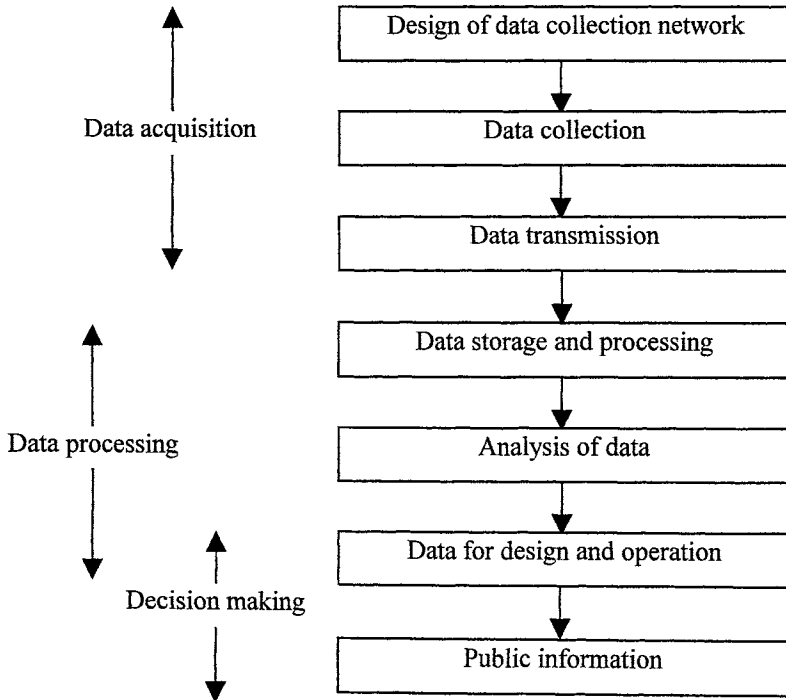 Design of data collection network
Data acquisition
Data collection
Data transmission
Data storage and processing
Data processing
Analysis of data
Data for design and operation
Decision making
Public information